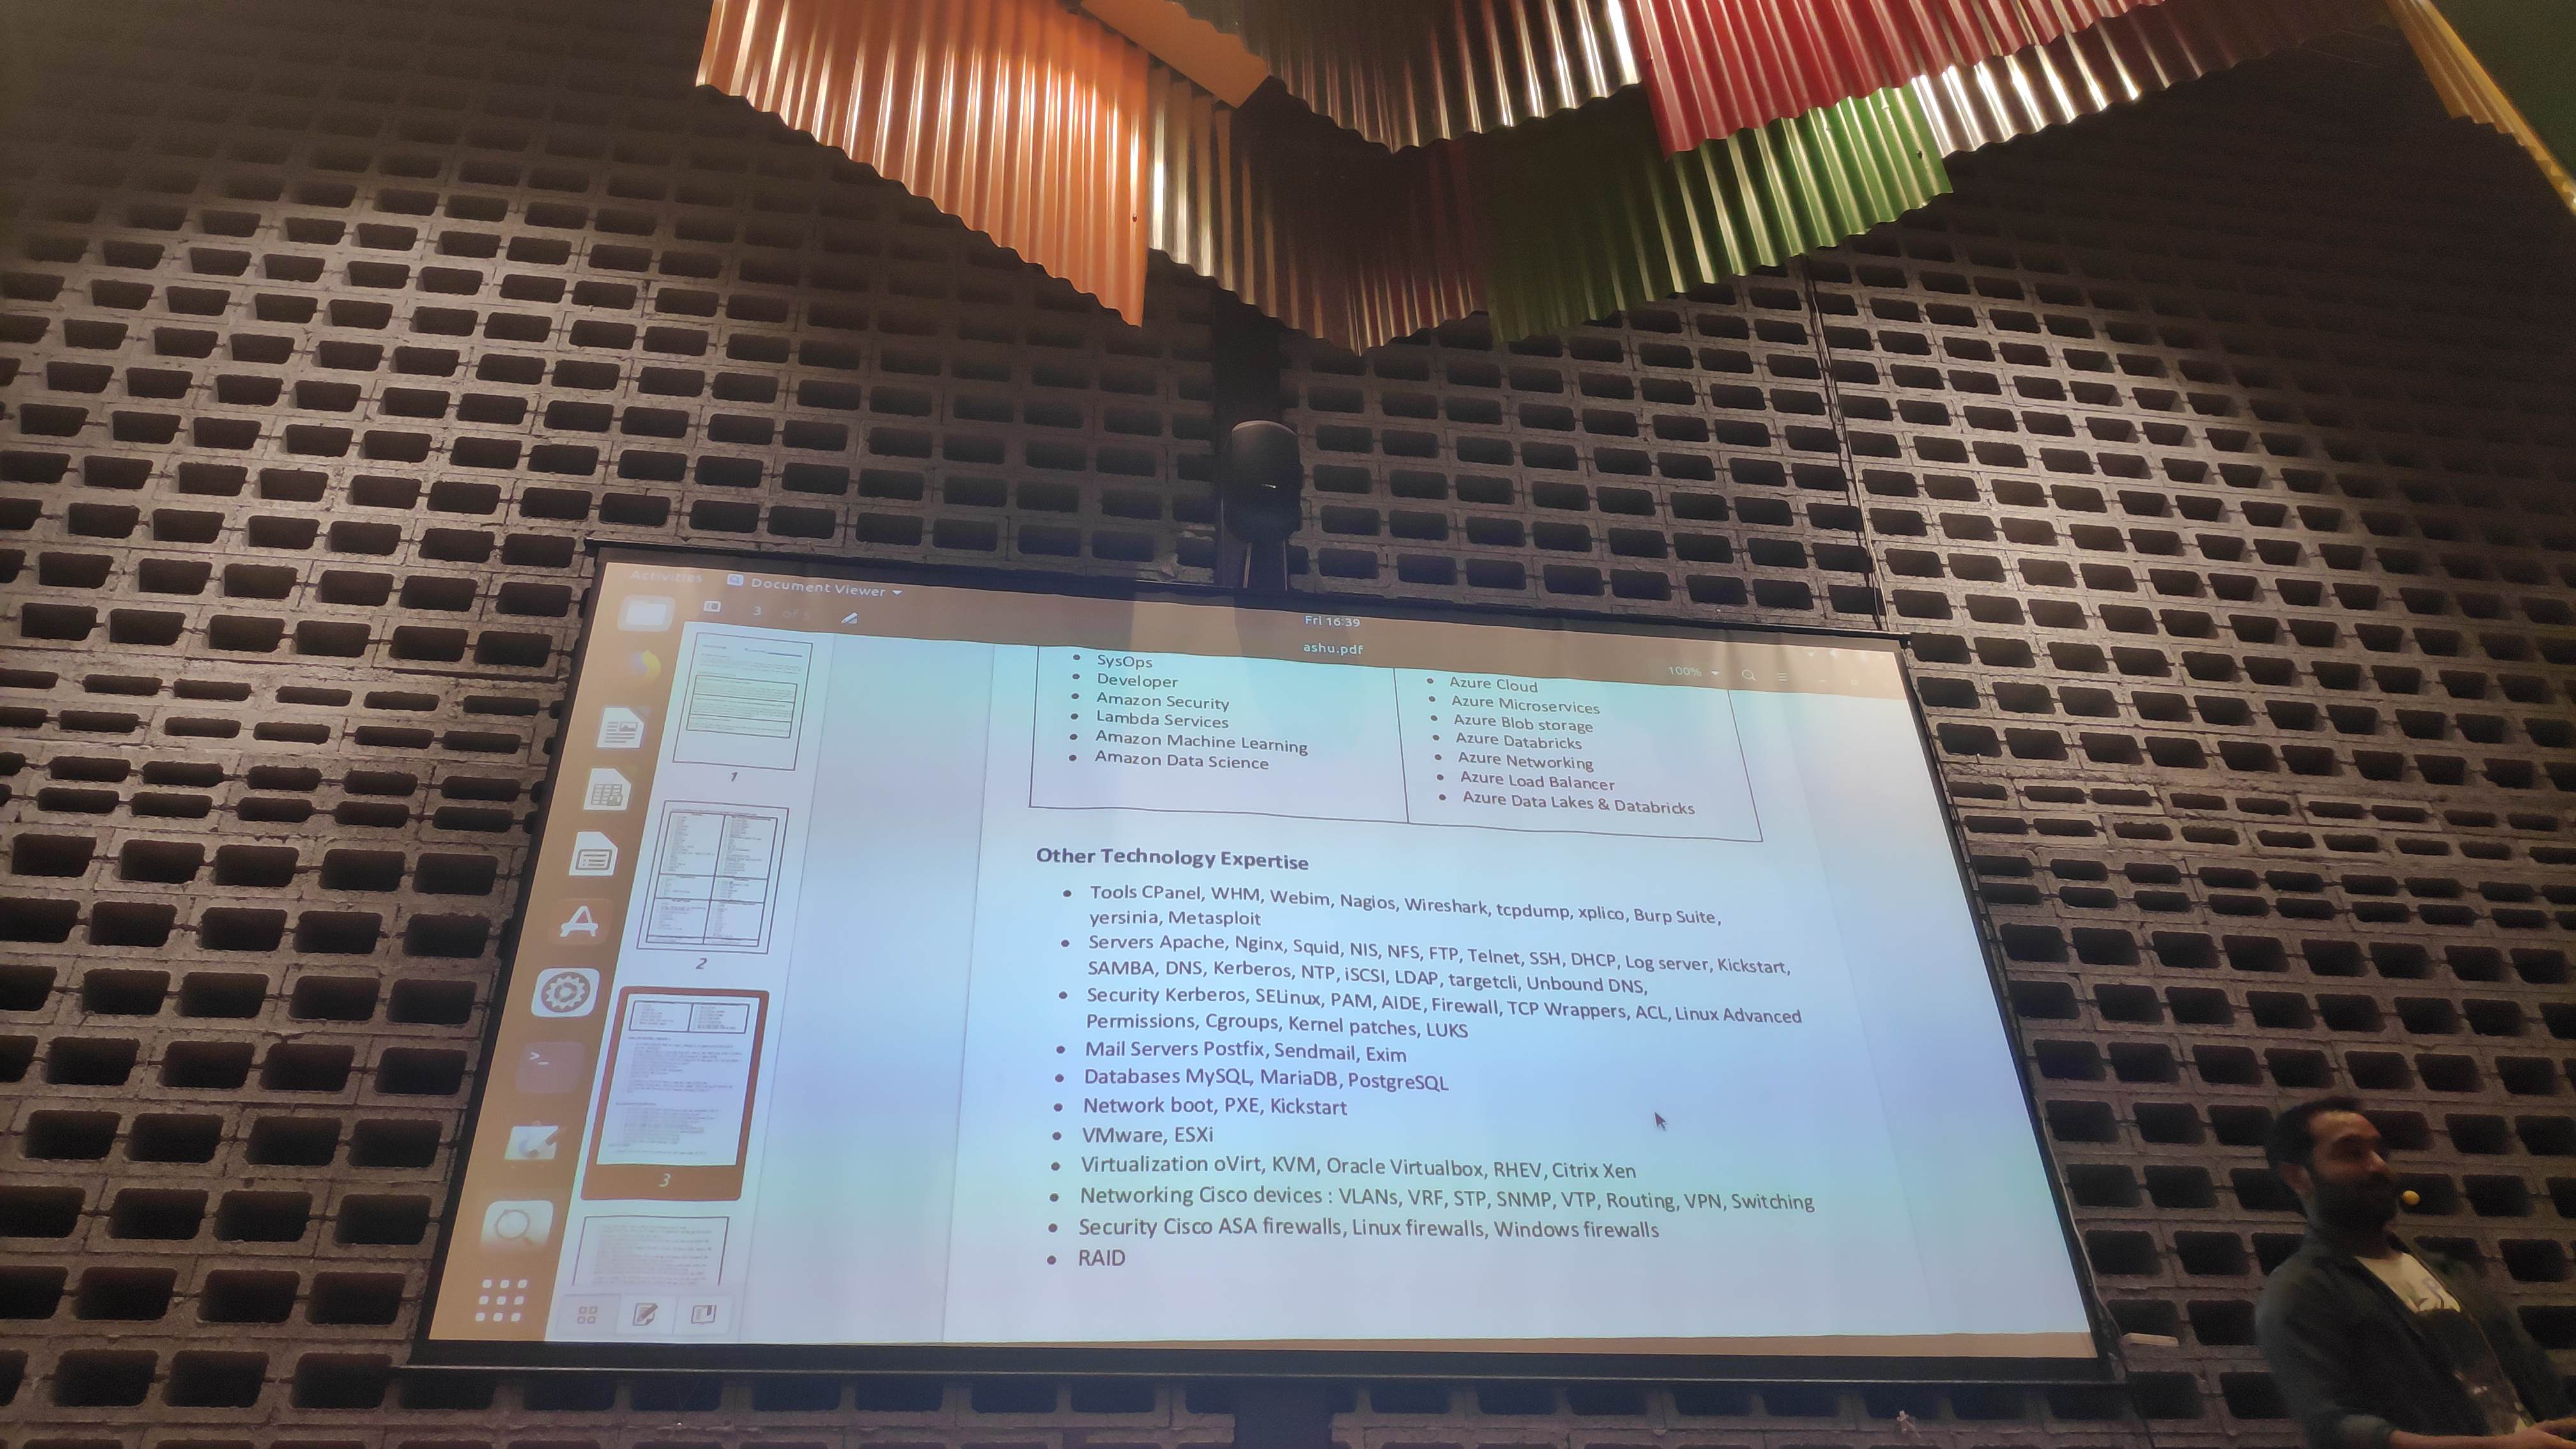 Activities
Document Viewer
Fri 16:39
3 of 5
ashu.pdf
100%
1
2
3
• SysOps
• Developer
• Amazon Security
• Lambda Services
• Amazon Machine Learning
• Amazon Data Science
• Azure Cloud
• Azure Microservices
• Azure Blob storage
• Azure Databricks
• Azure Networking
• Azure Load Balancer
• Azure Data Lakes & Databricks
Other Technology Expertise
• Tools CPanel, WHM, Webim, Nagios, Wireshark, tcpdump, xplico, Burp Suite,
yersinia, Metasploit
• Servers Apache, Nginx, Squid, NIS, NFS, FTP, Telnet, SSH, DHCP, Log server, Kickstart,
SAMBA, DNS, Kerberos, NTP, iSCSI, LDAP, targetcli, Unbound DNS,
• Security Kerberos, SELinux, PAM, AIDE, Firewall, TCP Wrappers, ACL, Linux Advanced
Permissions, Cgroups, Kernel patches, LUKS
• Mail Servers Postfix, Sendmail, Exim
• Databases MySQL, MariaDB, PostgreSQL
• Network boot, PXE, Kickstart
• VMware, ESXi
• Virtualization oVirt, KVM, Oracle Virtualbox, RHEV, Citrix Xen
• Networking Cisco devices : VLANs, VRF, STP, SNMP, VTP, Routing, VPN, Switching
• Security Cisco ASA firewalls, Linux firewalls, Windows firewalls
• RAID